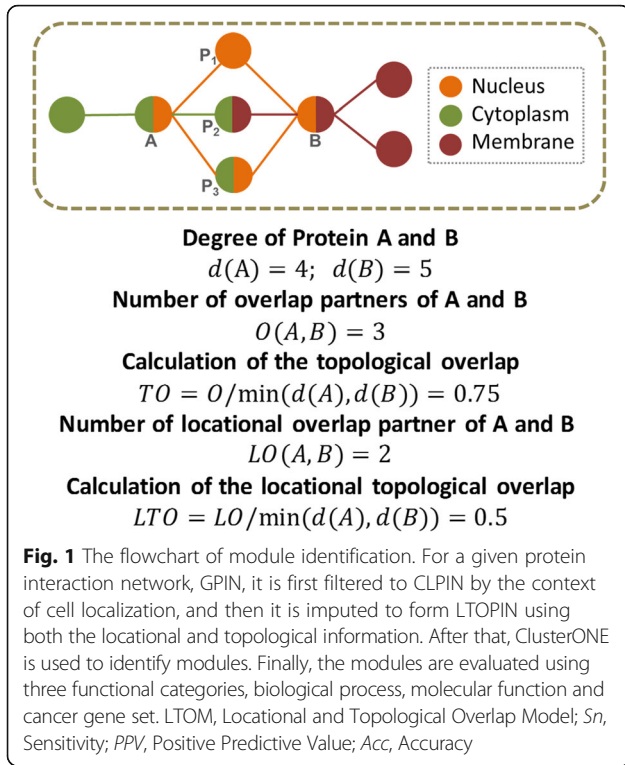 P₁
Nucleus
P₂
Cytoplasm
A
B
Membrane
P₃
Degree of Protein A and B
d(A) = 4; d(B) = 5
Number of overlap partners of A and B
O(A,B) = 3
Calculation of the topological overlap
TO = O/min(d(A),d(B)) = 0.75
Number of locational overlap partner of A and B
LO(A,B) = 2
Calculation of the locational topological overlap
LTO = LO/min(d(A),d(B)) = 0.5
Fig. 1 The flowchart of module identification. For a given protein
interaction network, GPIN, it is first filtered to CLPIN by the context
of cell localization, and then it is imputed to form LTOPIN using
both the locational and topological information. After that, ClusterONE
is used to identify modules. Finally, the modules are evaluated using
three functional categories, biological process, molecular function and
cancer gene set. LTOM, Locational and Topological Overlap Model; Sn,
Sensitivity; PPV, Positive Predictive Value; Acc, Accuracy